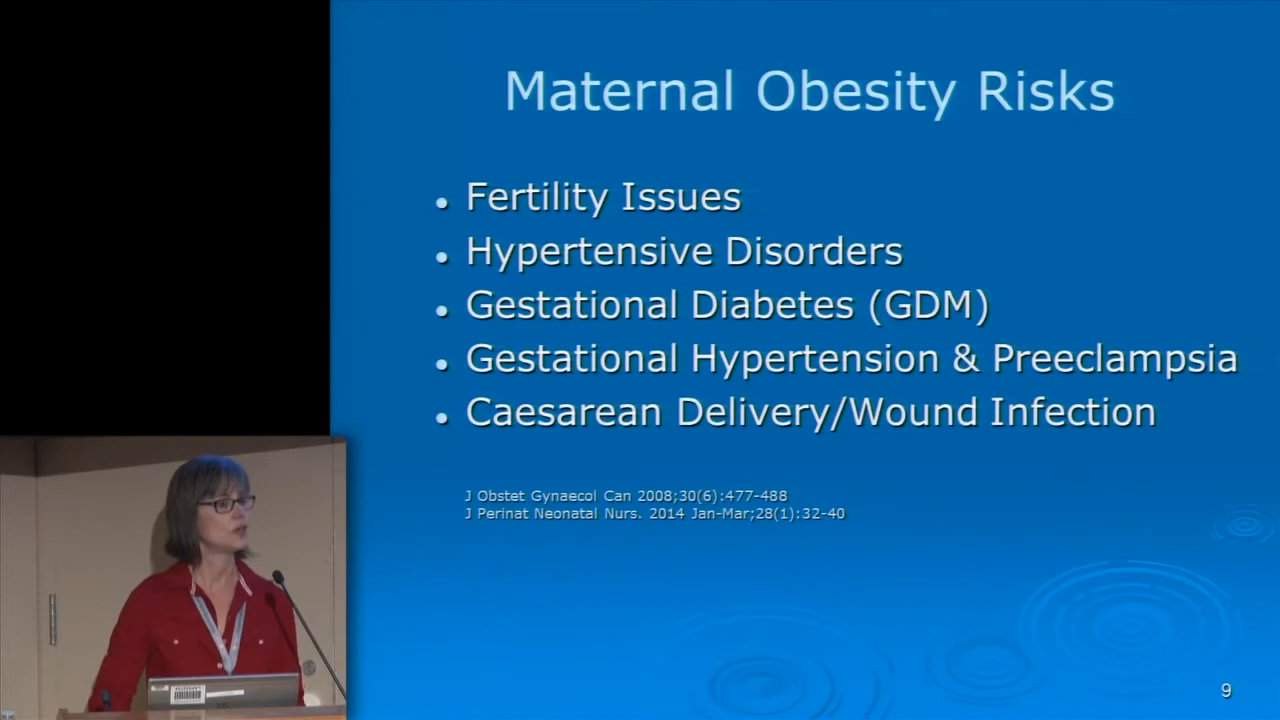 Maternal Obesity Risks
• Fertility Issues
• Hypertensive Disorders
• Gestational Diabetes (GDM)
• Gestational Hypertension & Preeclampsia
• Caesarean Delivery/Wound Infection
J Obstet Gynaecol Can 2008;30(6):477-488
J Perinat Neonatal Nurs. 2014 Jan-Mar;28(1):32-40
9